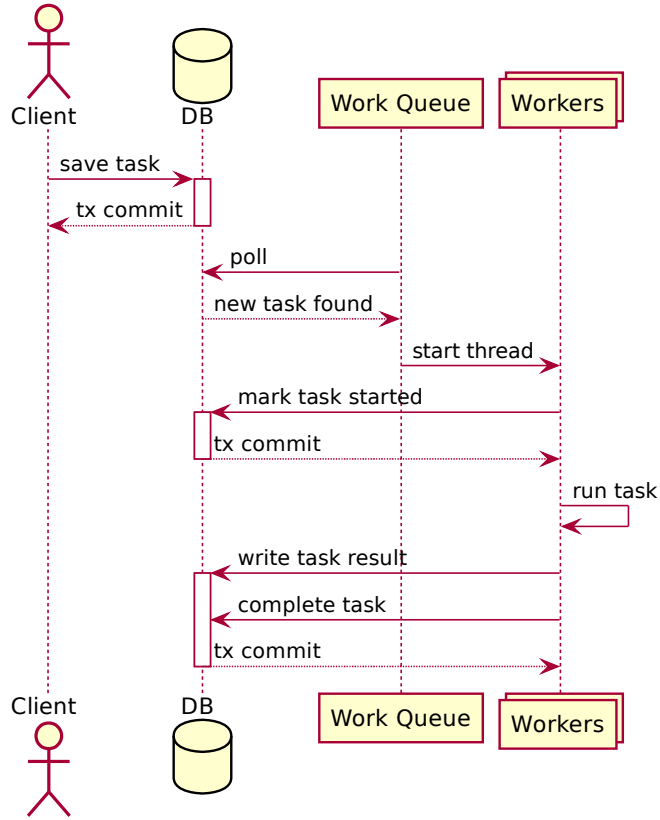 Client
DB
Work Queue
Workers
save task
tx commit
poll
new task found
start thread
mark task started
tx commit
run task
write task result
complete task
tx commit
Client
DB
Work Queue
Workers